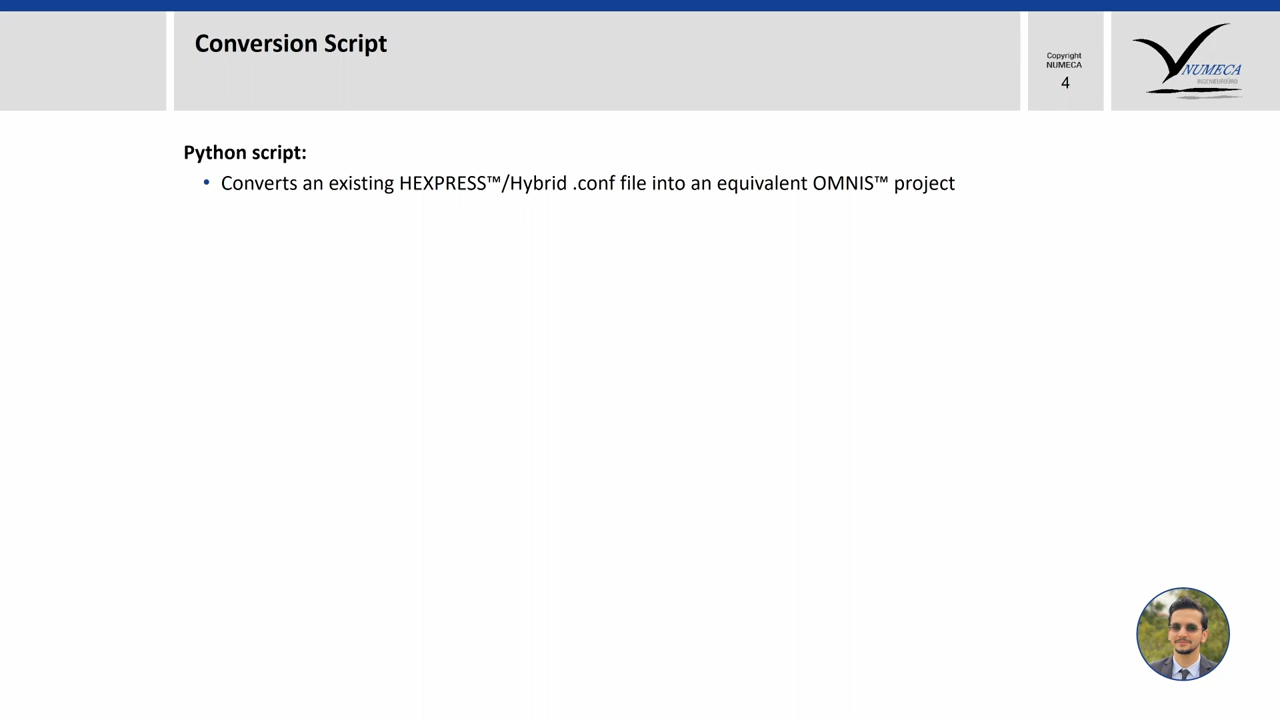 Conversion Script
Copyright
NUMECA
4
NUMECA
INGENIEURBÜRO
Python script:
• Converts an existing HEXPRESS™/Hybrid .conf file into an equivalent OMNIS™ project